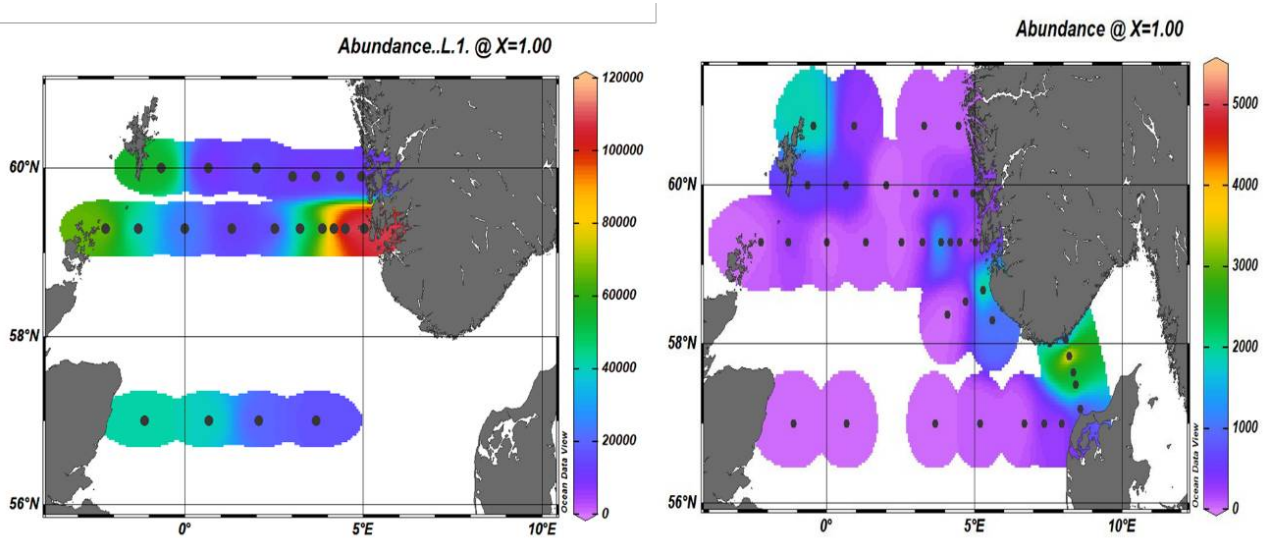 Abundance..L.1. @ X=1.00
60°N
58°N
56°N
0°
5°E
10°E
120000
100000
80000
60000
40000
20000
0
Ocean Data View
Abundance @ X=1.00
60°N
58°N
56°N
0°
5°E
10°E
5000
4000
3000
2000
1000
0
Ocean Data View